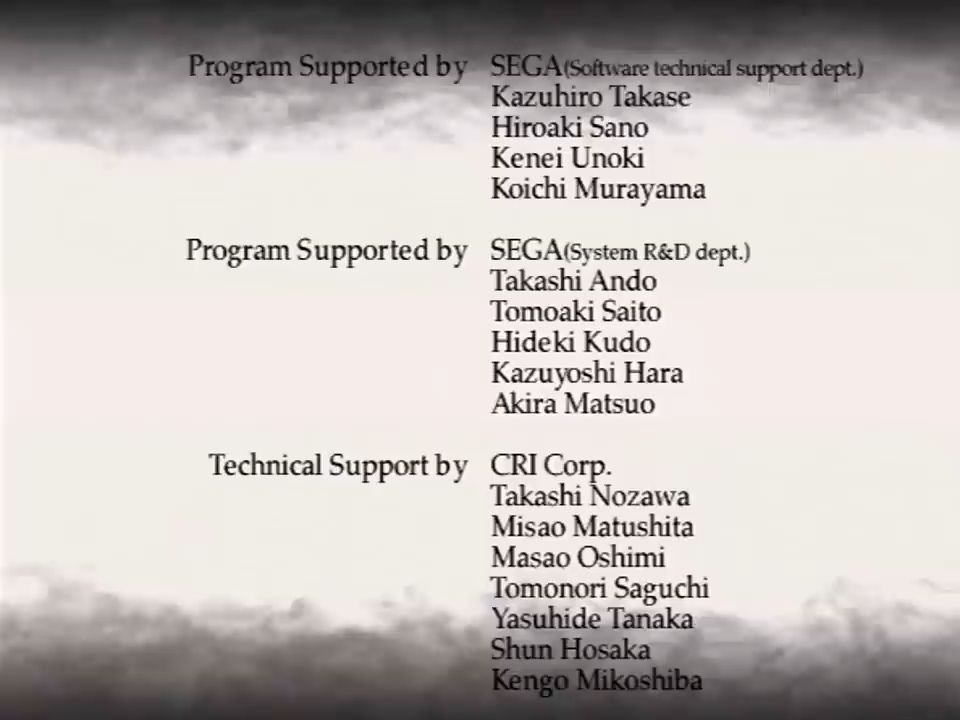 Program Supported by SEGA(Software technical support dept.)
Kazuhiro Takase
Hiroaki Sano
Kenei Unoki
Koichi Murayama
Program Supported by SEGA(System R&D dept.)
Takashi Ando
Tomoaki Saito
Hideki Kudo
Kazuyoshi Hara
Akira Matsuo
Technical Support by CRI Corp.
Takashi Nozawa
Misao Matushita
Masao Oshimi
Tomonori Saguchi
Yasuhide Tanaka
Shun Hosaka
Kengo Mikoshiba